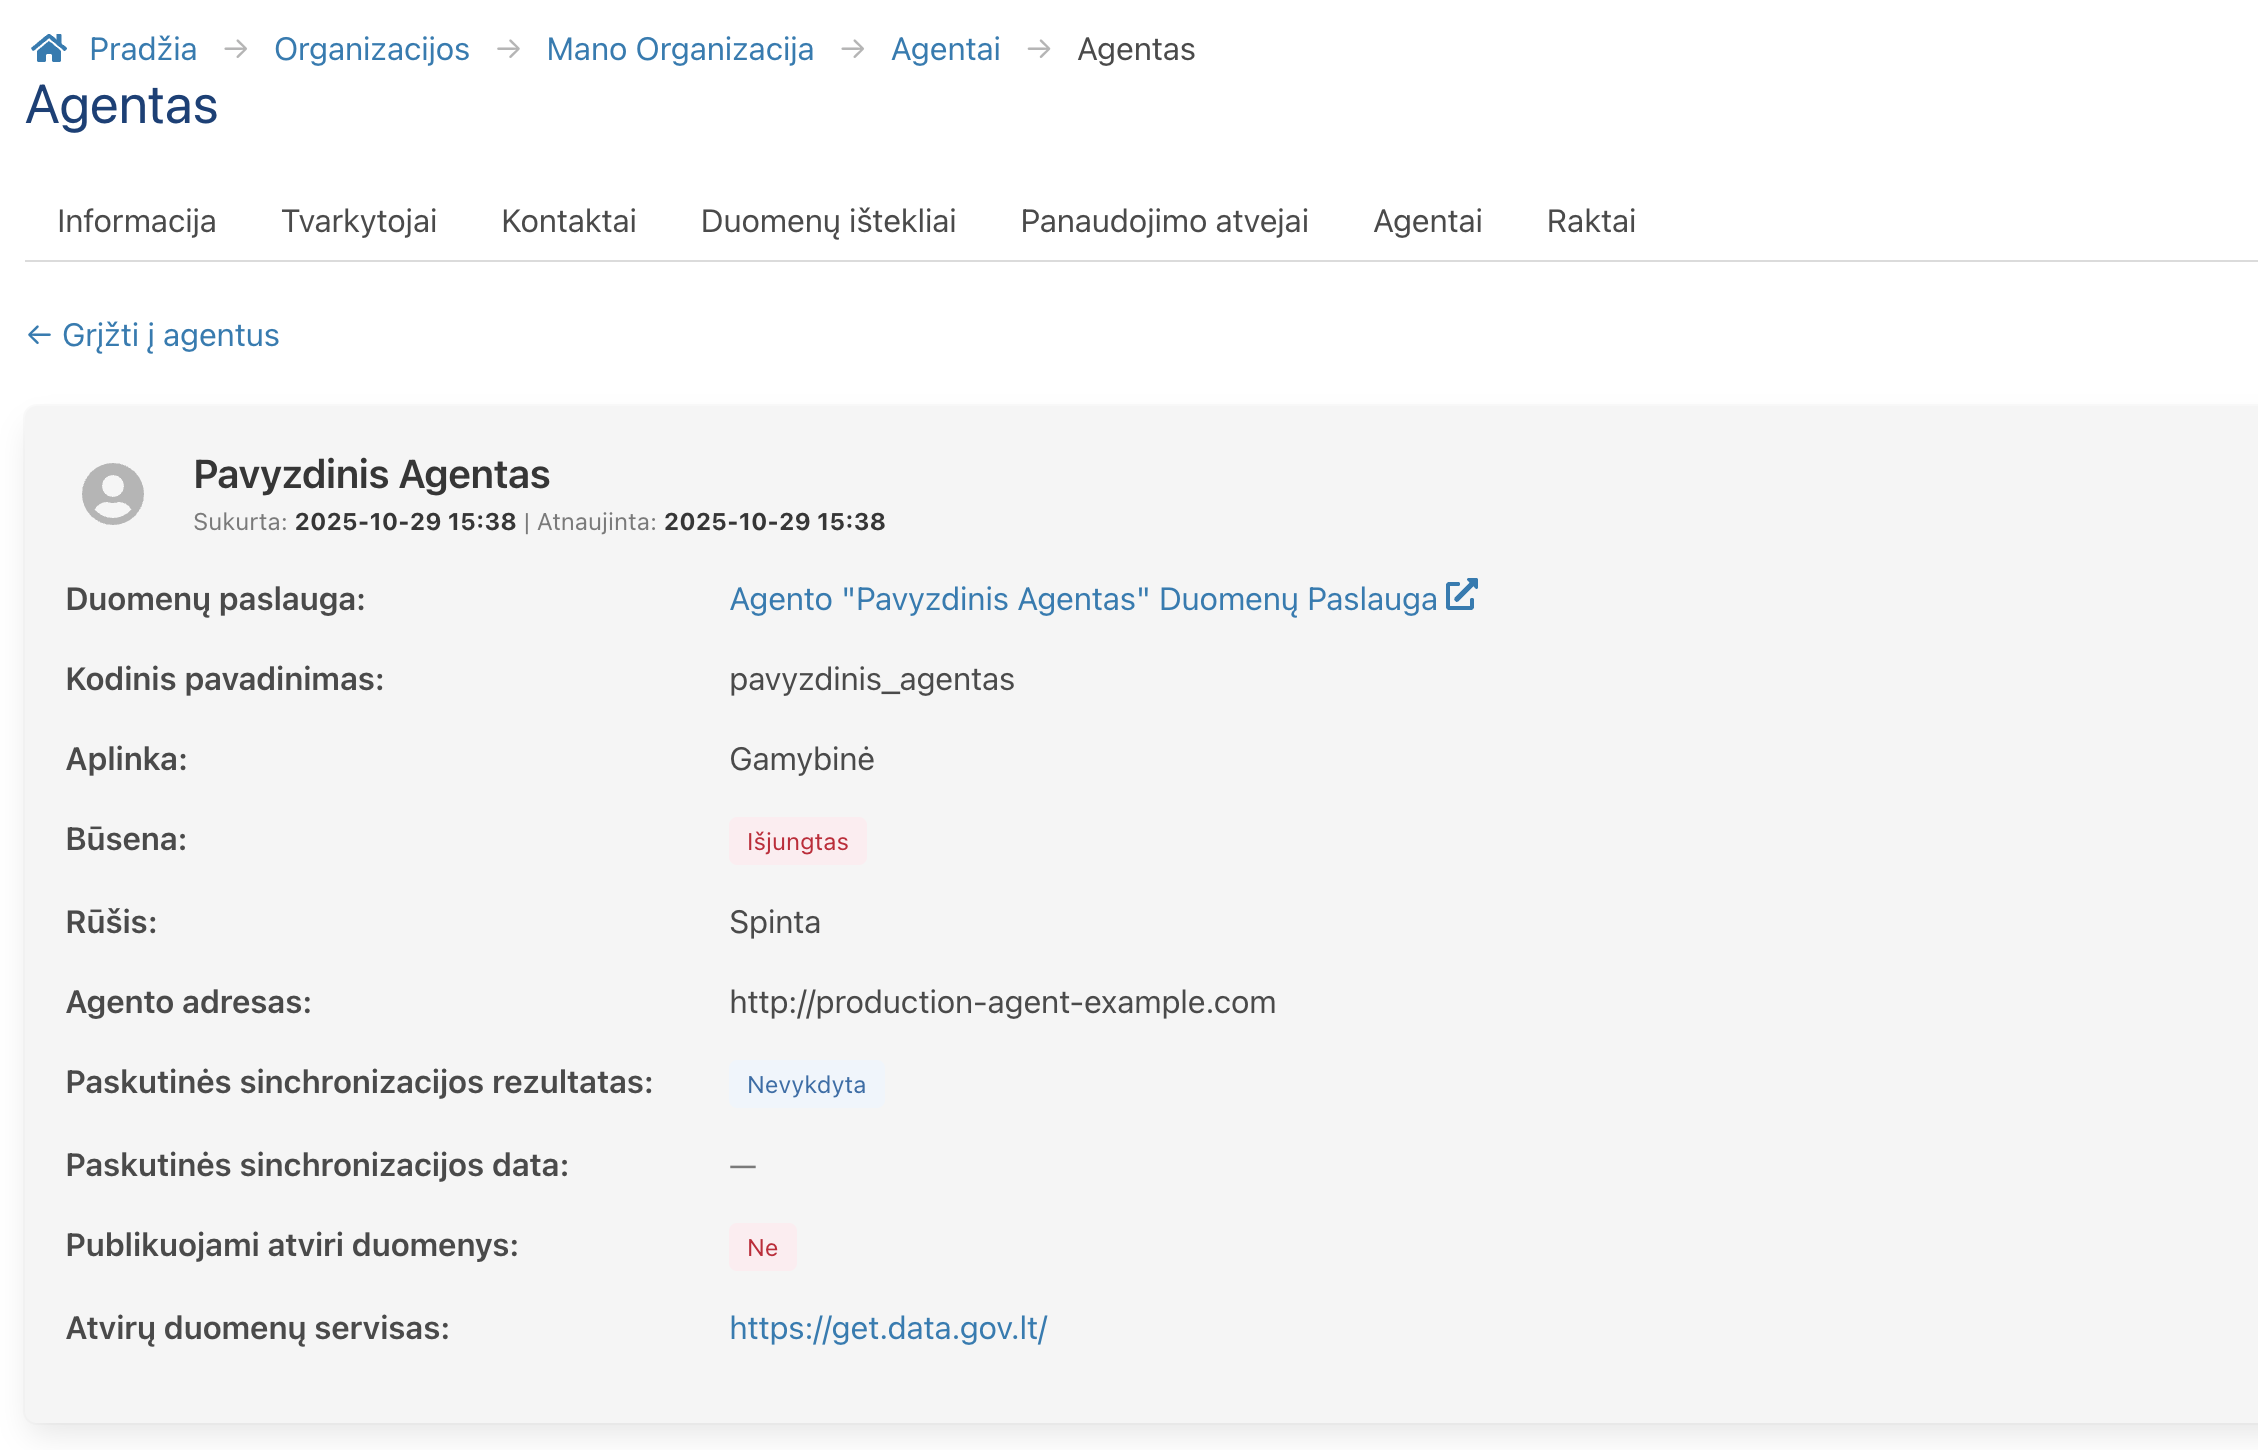 Pradžia → Organizacijos → Mano Organizacija → Agentai → Agentas
Agentas
Informacija Tvarkytojai Kontaktai Duomenų ištekliai Panaudojimo atvejai Agentai Raktai
← Grįžti į agentus
Pavyzdinis Agentas
Sukurta: 2025-10-29 15:38 | Atnaujinta: 2025-10-29 15:38
Duomenų paslauga: Agento "Pavyzdinis Agentas" Duomenų Paslauga
Kodinis pavadinimas: pavyzdinis_agentas
Aplinka: Gamybinė
Būsena: Išjungtas
Rūšis: Spinta
Agento adresas: http://production-agent-example.com
Paskutinės sinchronizacijos rezultatas: Nevykdyta
Paskutinės sinchronizacijos data: —
Publikuojami atviri duomenys: Ne
Atvirų duomenų servisas: https://get.data.gov.lt/